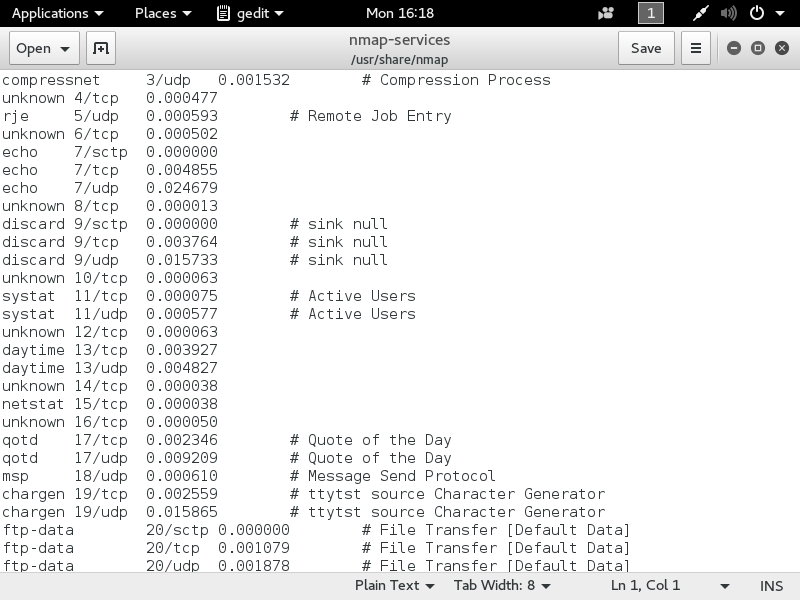 Applications Places gedit Mon 16:18 1
Open nmap-services Save
/usr/share/nmap
compressnet 3/udp 0.001532 # Compression Process
unknown 4/tcp 0.000477
rje 5/udp 0.000593 # Remote Job Entry
unknown 6/tcp 0.000502
echo 7/sctp 0.000000
echo 7/tcp 0.004855
echo 7/udp 0.024679
unknown 8/tcp 0.000013
discard 9/sctp 0.000000 # sink null
discard 9/tcp 0.003764 # sink null
discard 9/udp 0.015733 # sink null
unknown 10/tcp 0.000063
systat 11/tcp 0.000075 # Active Users
systat 11/udp 0.000577 # Active Users
unknown 12/tcp 0.000063
daytime 13/tcp 0.003927
daytime 13/udp 0.004827
unknown 14/tcp 0.000038
netstat 15/tcp 0.000038
unknown 16/tcp 0.000050
qotd 17/tcp 0.002346 # Quote of the Day
qotd 17/udp 0.009209 # Quote of the Day
msp 18/udp 0.000610 # Message Send Protocol
chargen 19/tcp 0.002559 # ttytst source Character Generator
chargen 19/udp 0.015865 # ttytst source Character Generator
ftp-data 20/sctp 0.000000 # File Transfer [Default Data]
ftp-data 20/tcp 0.001079 # File Transfer [Default Data]
ftp-data 20/udp 0.001878 # File Transfer [Default Data]
Plain Text Tab Width: 8 Ln 1, Col 1 INS